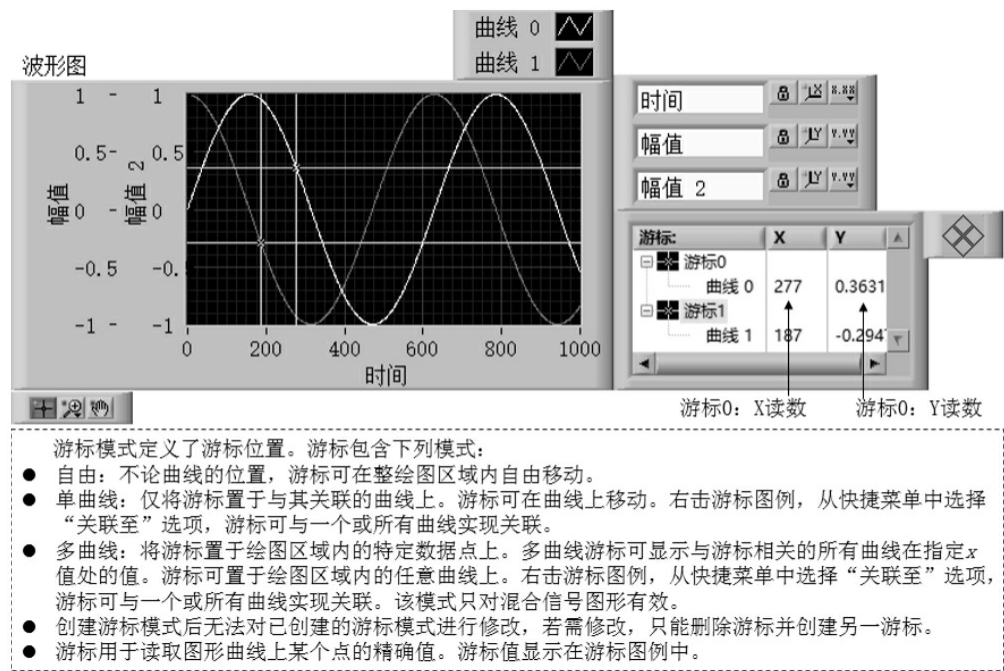 曲线 0
曲线 1
波形图
1
0.5
0
-0.5
-1
幅值
1
0.5
0
-0.
-1
幅值 2
0 200 400 600 800 1000
时间
时间
幅值
幅值 2
游标: X Y
游标0
曲线 0 277 0.3631
游标1
曲线 1 187 -0.294
游标0: X读数
游标0: Y读数
游标模式定义了游标位置。游标包含下列模式:
● 自由: 不论曲线的位置, 游标可在整绘图区域内自由移动。
● 单曲线: 仅将游标置于与其关联的曲线上。游标可在曲线上移动。右击游标图例, 从快捷菜单中选择
“关联至”选项, 游标可与一个或所有曲线实现关联。
● 多曲线: 将游标置于绘图区域内的特定数据点上。多曲线游标可显示与游标相关的所有曲线在指定x
值处的值。游标可置于绘图区域内的任意曲线上。右击游标图例, 从快捷菜单中选择“关联至”选项,
游标可与一个或所有曲线实现关联。该模式只对混合信号图形有效。
● 创建游标模式后无法对已创建的游标模式进行修改, 若需修改, 只能删除游标并创建另一游标。
● 游标用于读取图形曲线上某个点的精确值。游标值显示在游标图例中。